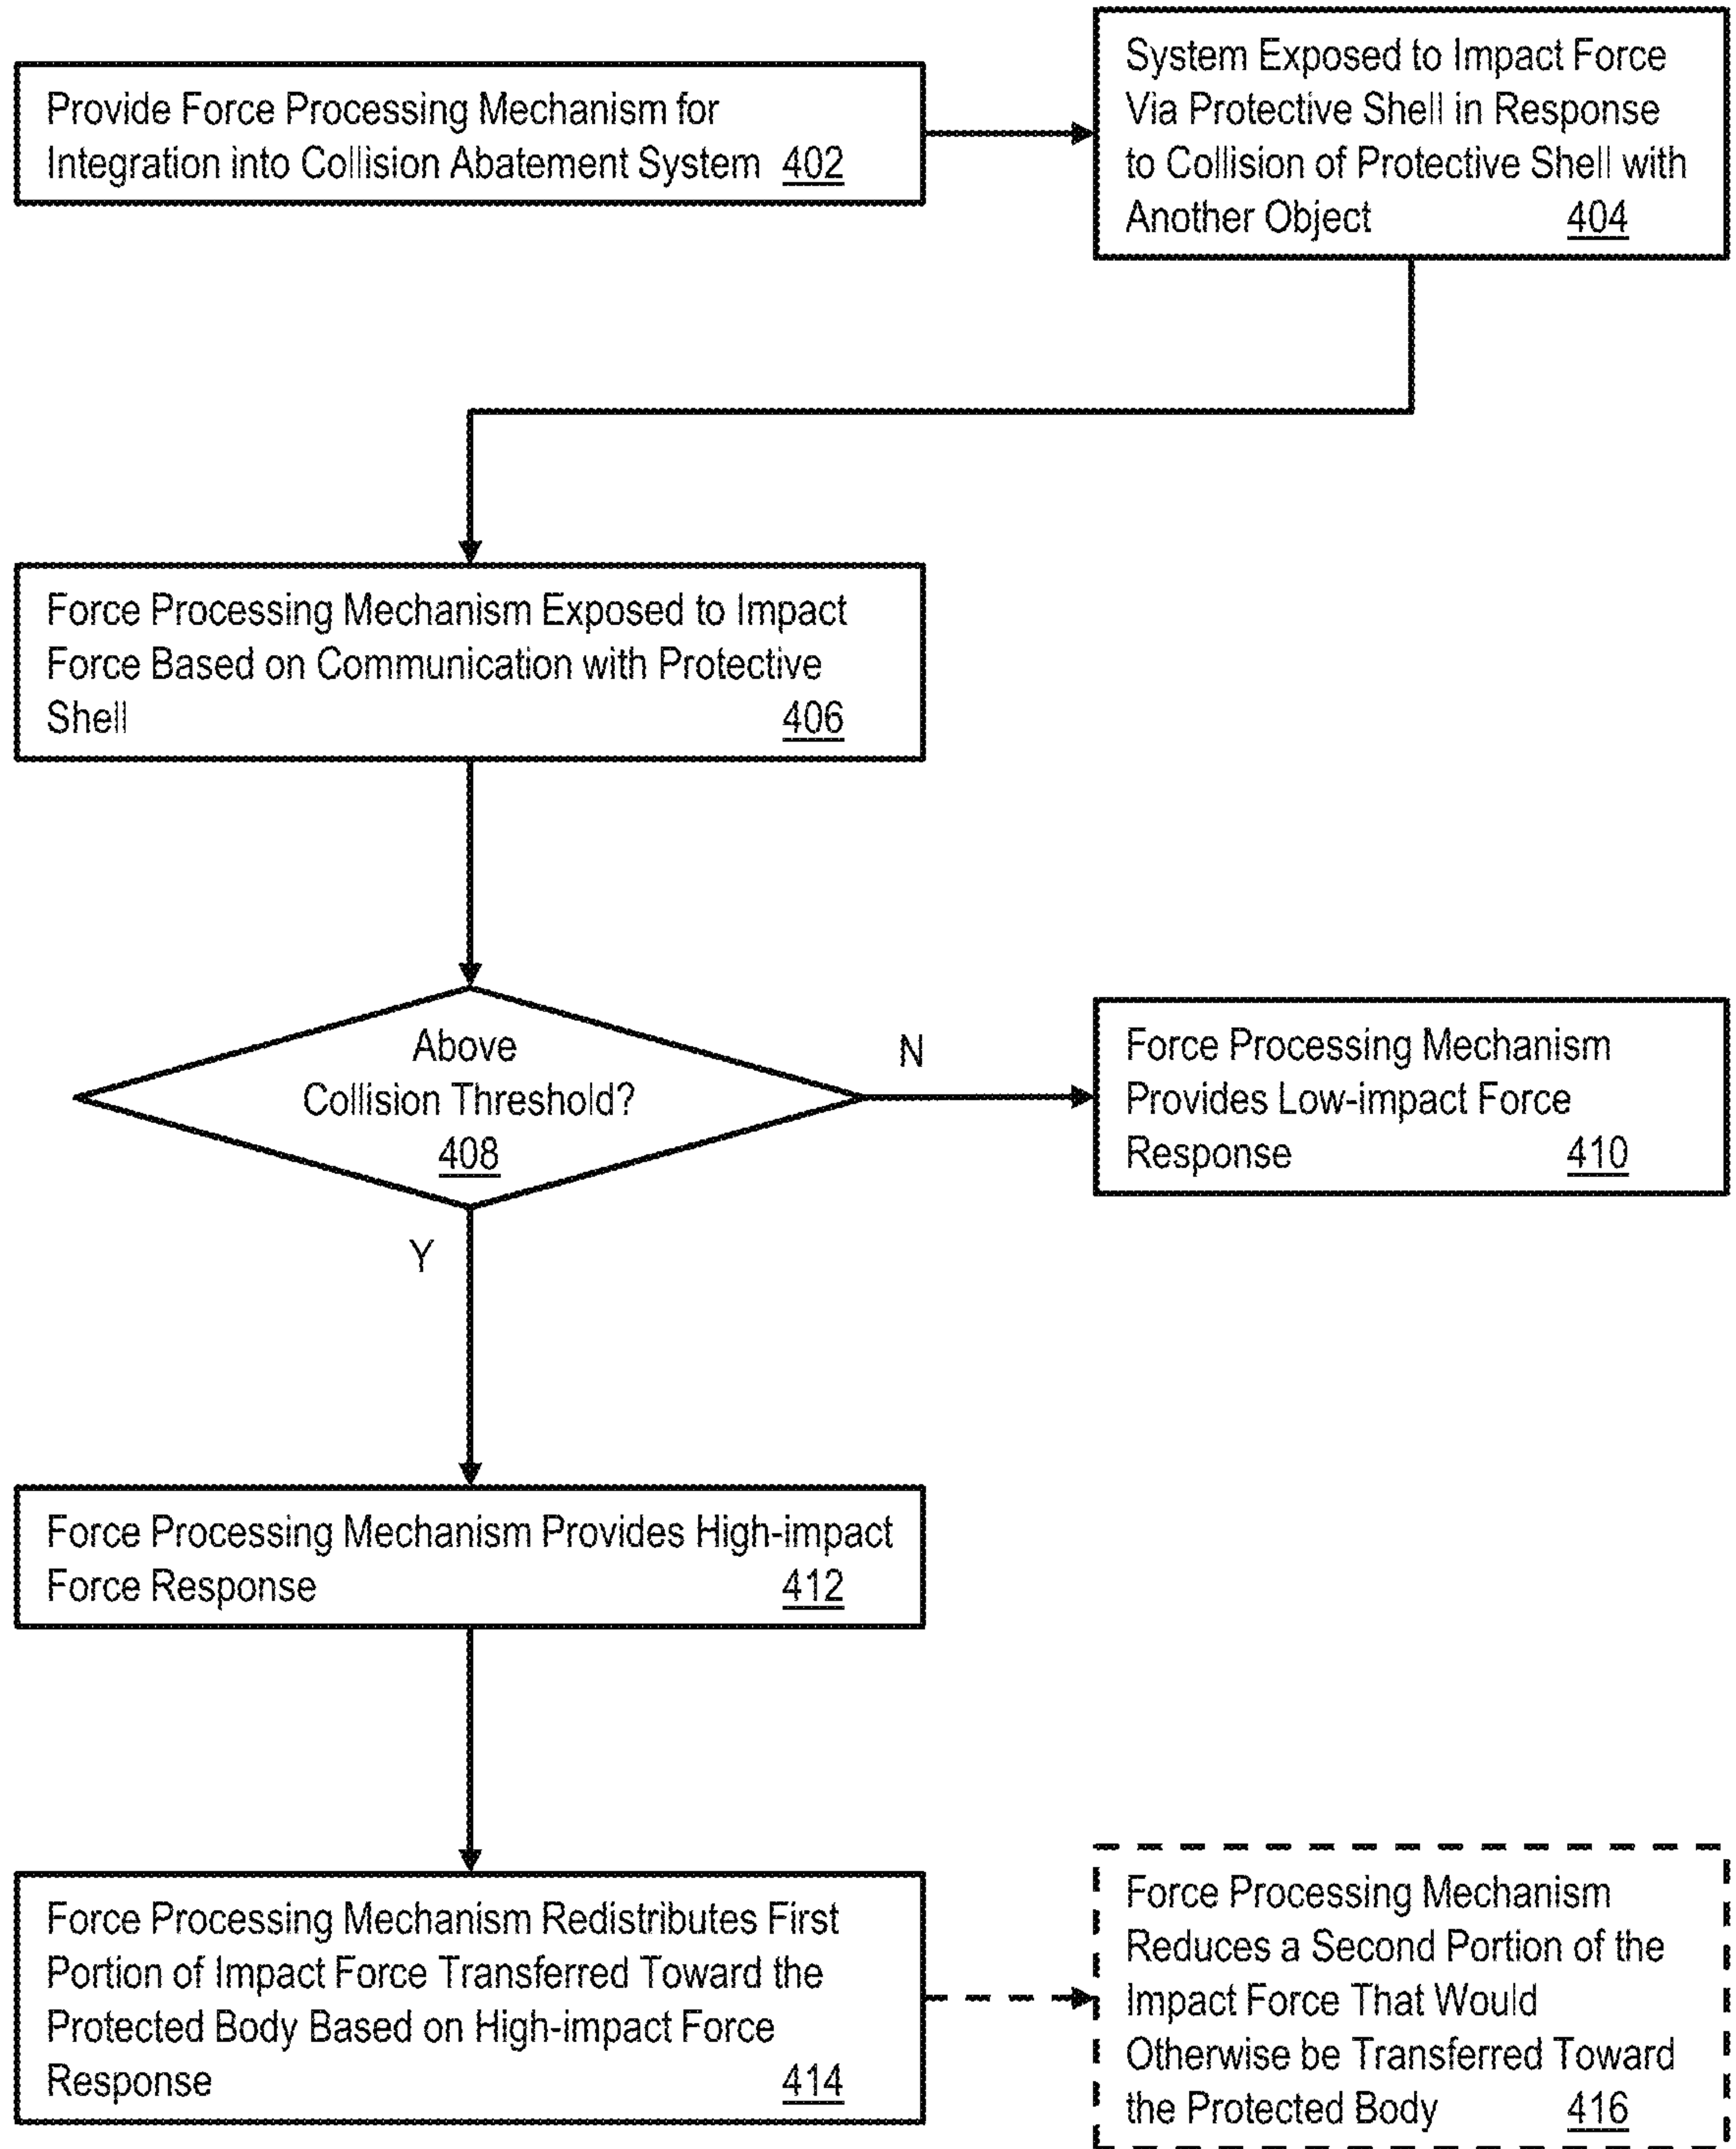 Provide Force Processing Mechanism for
Integration into Collision Abatement System 402
System Exposed to Impact Force
Via Protective Shell in Response
to Collision of Protective Shell with
Another Object 404
Force Processing Mechanism Exposed to Impact
Force Based on Communication with Protective
Shell 406
Above
Collision Threshold?
408
N
Force Processing Mechanism
Provides Low-impact Force
Response 410
Y
Force Processing Mechanism Provides High-impact
Force Response 412
Force Processing Mechanism Redistributes First
Portion of Impact Force Transferred Toward the
Protected Body Based on High-impact Force
Response 414
Force Processing Mechanism
Reduces a Second Portion of the
Impact Force That Would
Otherwise be Transferred Toward
the Protected Body 416